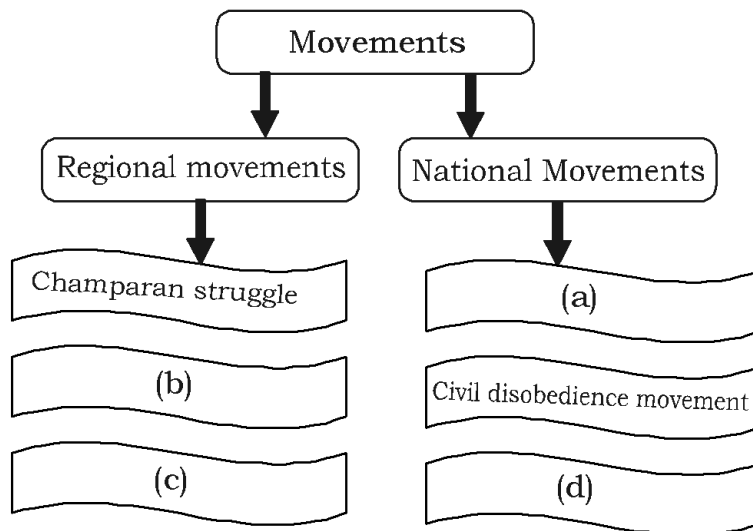 Movements
Regional movements
National Movements
Champaran struggle
(a)
(b)
Civil disobedience movement
(c)
(d)